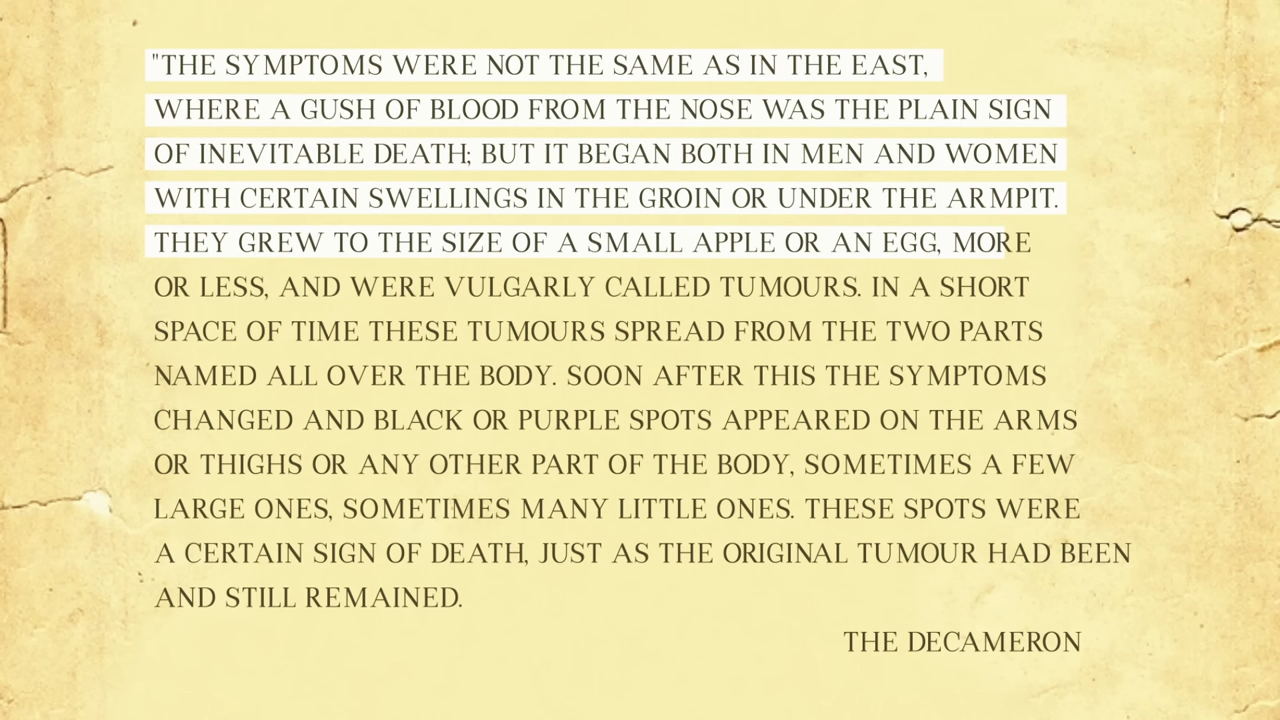 "THE SYMPTOMS WERE NOT THE SAME AS IN THE EAST,
WHERE A GUSH OF BLOOD FROM THE NOSE WAS THE PLAIN SIGN
OF INEVITABLE DEATH; BUT IT BEGAN BOTH IN MEN AND WOMEN
WITH CERTAIN SWELLINGS IN THE GROIN OR UNDER THE ARMPIT.
THEY GREW TO THE SIZE OF A SMALL APPLE OR AN EGG, MORE
OR LESS, AND WERE VULGARLY CALLED TUMOURS. IN A SHORT
SPACE OF TIME THESE TUMOURS SPREAD FROM THE TWO PARTS
NAMED ALL OVER THE BODY. SOON AFTER THIS THE SYMPTOMS
CHANGED AND BLACK OR PURPLE SPOTS APPEARED ON THE ARMS
OR THIGHS OR ANY OTHER PART OF THE BODY, SOMETIMES A FEW
LARGE ONES, SOMETIMES MANY LITTLE ONES. THESE SPOTS WERE
A CERTAIN SIGN OF DEATH, JUST AS THE ORIGINAL TUMOUR HAD BEEN
AND STILL REMAINED.
THE DECAMERON